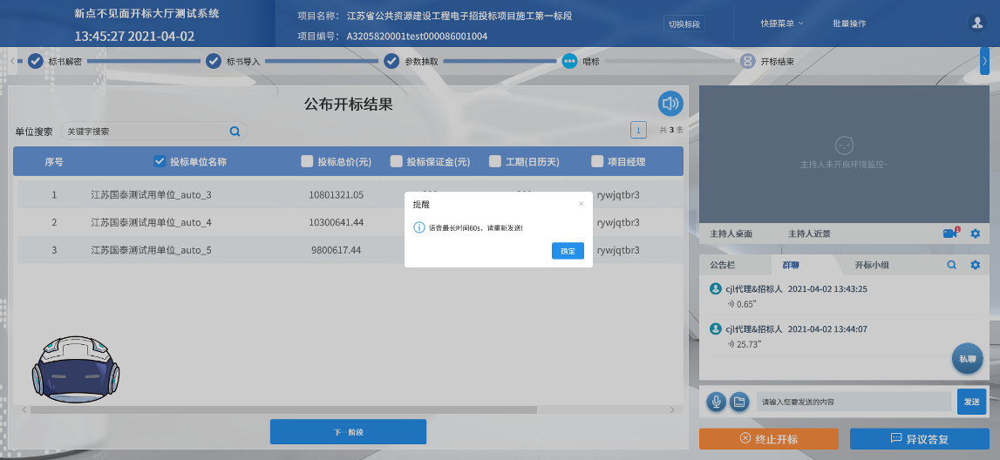 新点不见面开大厅测试系统
13:45:27 2021-04-02
项目名称： 江苏省公共资源建设工程电子招投标项目施工第一标段
项目编号： A3205820001test000086001004
切换标段
快捷菜单
批量操作
标书解密
标书导入
参数抽取
唱标
开标结束
公布开标结果
单位搜索
关键字搜索
1
共 3 条
序号 投标单位名称 投标总价(元) 投标保证金(元) 工期(日历天) 项目经理
1 江苏国泰测试用单位_auto_3 10801321.05 rywjqtbr3
2 江苏国泰测试用单位_auto_4 10300641.44 rywjqtbr3
3 江苏国泰测试用单位_auto_5 9800617.44 rywjqtbr3
提醒
×
语音最长时间60s，请重新发送!
确定
下一阶段
主持人未开启环境监控~
主持人桌面
主持人近景
1
公告栏
群聊
开标小组
cjl代理&招标人 2021-04-02 13:43:25
0.65"
cjl代理&招标人 2021-04-02 13:44:07
25.73"
私聊
请输入您要发送的内容
发送
终止开标
异议答复